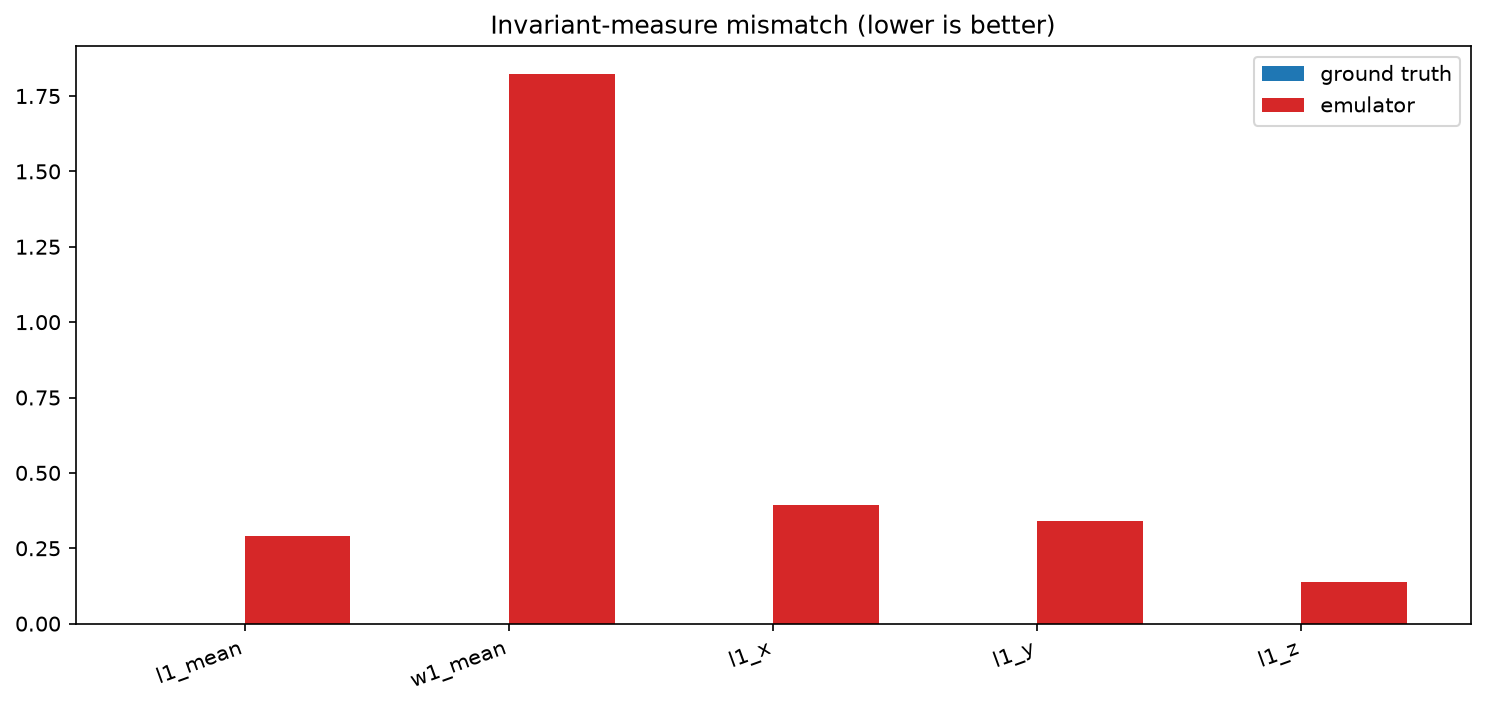 Invariant-measure mismatch (lower is better)
ground truth
emulator
1.75
1.50
1.25
1.00
0.75
0.50
0.25
0.00
l1_mean
w1_mean
l1_x
l1_y
l1_z